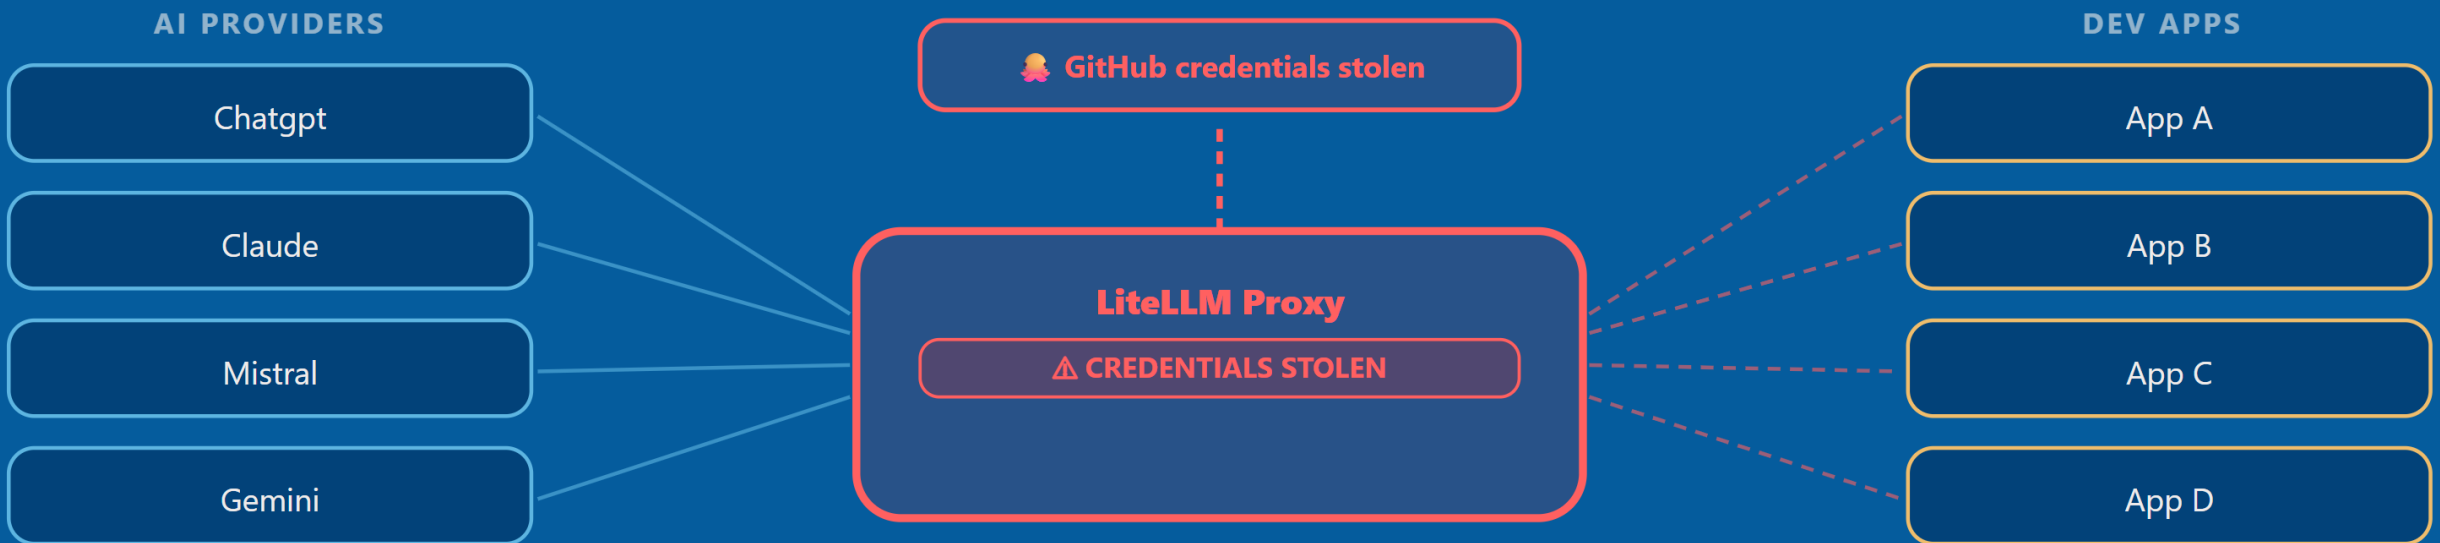 AI PROVIDERS
Chatgpt
Claude
Mistral
Gemini
GitHub credentials stolen
LiteLLM Proxy
⚠ CREDENTIALS STOLEN
DEV APPS
App A
App B
App C
App D